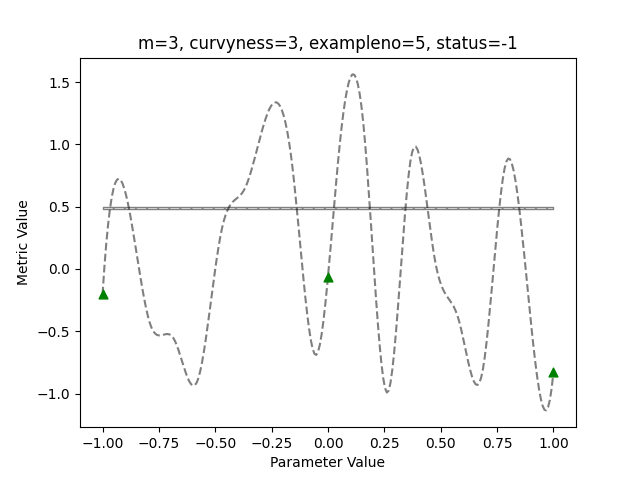 m=3, curvyness=3, exampleno=5, status=-1
1.5
1.0
0.5
0.0
−0.5
−1.0
Metric Value
−1.00 −0.75 −0.50 −0.25 0.00 0.25 0.50 0.75 1.00
Parameter Value